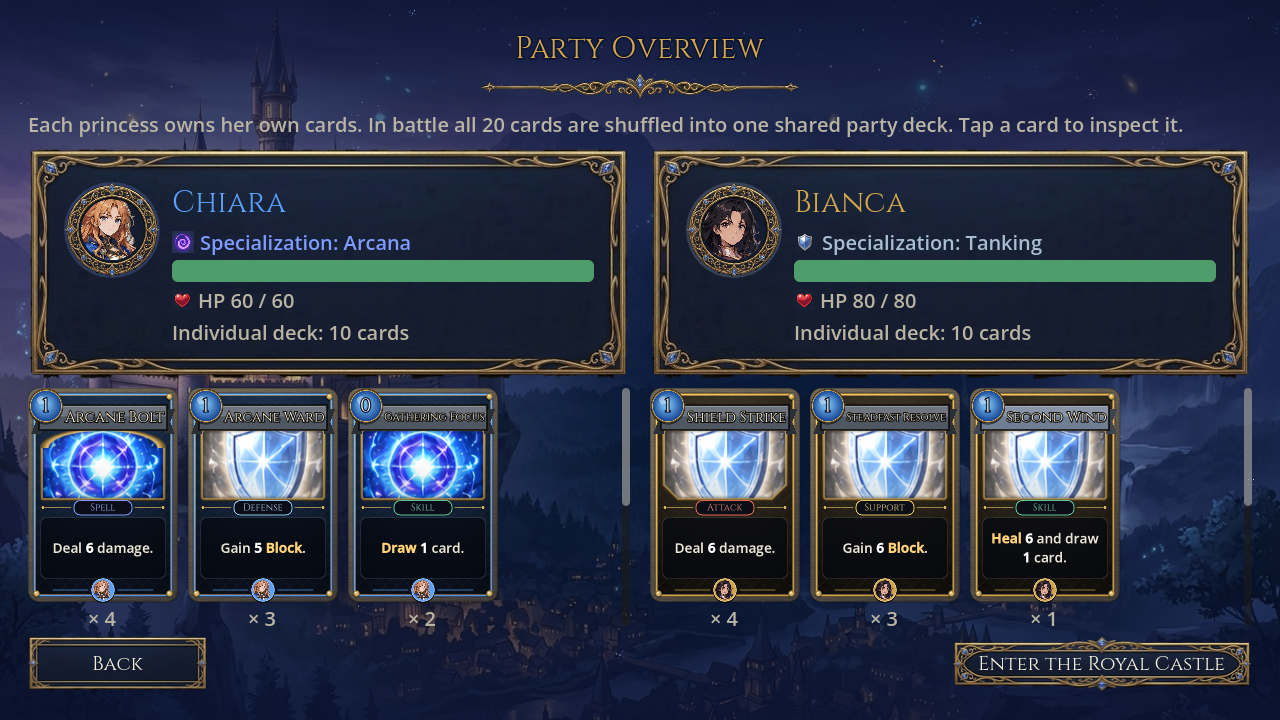 Party Overview
Each princess owns her own cards. In battle all 20 cards are shuffled into one shared party deck. Tap a card to inspect it.
Chiara
Specialization: Arcana
HP 60 / 60
Individual deck: 10 cards
Bianca
Specialization: Tanking
HP 80 / 80
Individual deck: 10 cards
1
Arcane Bolt
Spell
Deal 6 damage.
× 4
1
Arcane Ward
Defense
Gain 5 Block.
× 3
0
Gathering Focus
Skill
Draw 1 card.
× 2
1
Shield Strike
Attack
Deal 6 damage.
× 4
1
Steadfast Resolve
Support
Gain 6 Block.
× 3
1
Second Wind
Skill
Heal 6 and draw
1 card.
× 1
Back
Enter the Royal Castle